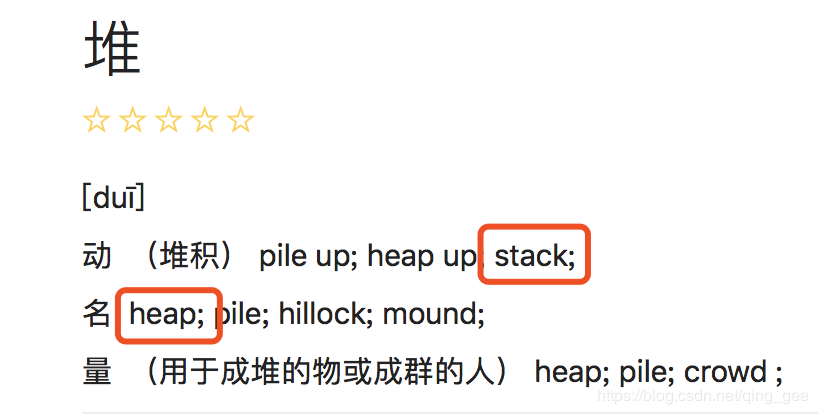 堆
[duī]
动 （堆积） pile up; heap up; stack;
名 heap; pile; hillock; mound;
量 （用于成堆的物或成群的人） heap; pile; crowd ;
https://blog.csdn.net/qing_gee